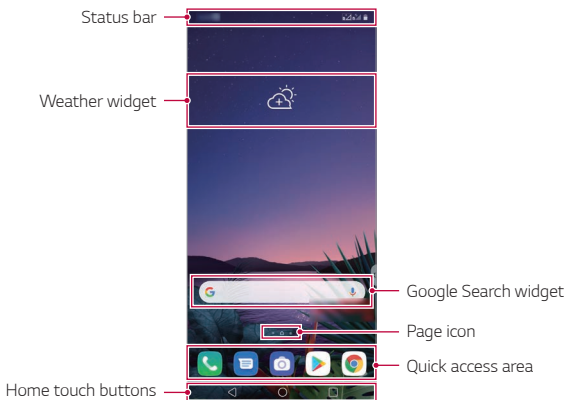 Status bar
Weather widget
Google Search widget
Page icon
Quick access area
Home touch buttons